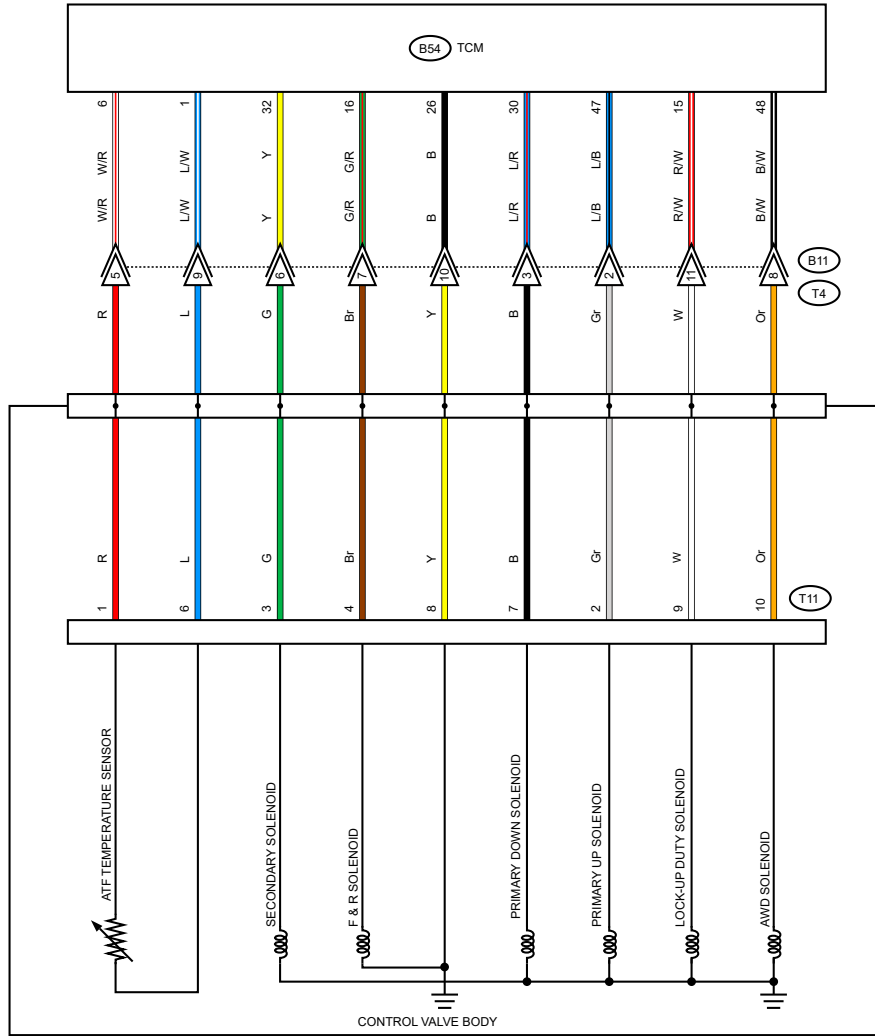 B54 TCM
6 1 32 16 26 30 47 15 48
W/R L/W Y G/R B L/R L/B R/W B/W
W/R L/W Y G/R B L/R L/B R/W B/W
B11
5 9 6 7 10 3 2 11 8
T4
R L G Br Y B Gr W Or
R L G Br Y B Gr W Or
1 6 3 4 8 7 2 9 10
T11
ATF TEMPERATURE SENSOR
SECONDARY SOLENOID
F & R SOLENOID
PRIMARY DOWN SOLENOID
PRIMARY UP SOLENOID
LOCK-UP DUTY SOLENOID
AWD SOLENOID
CONTROL VALVE BODY